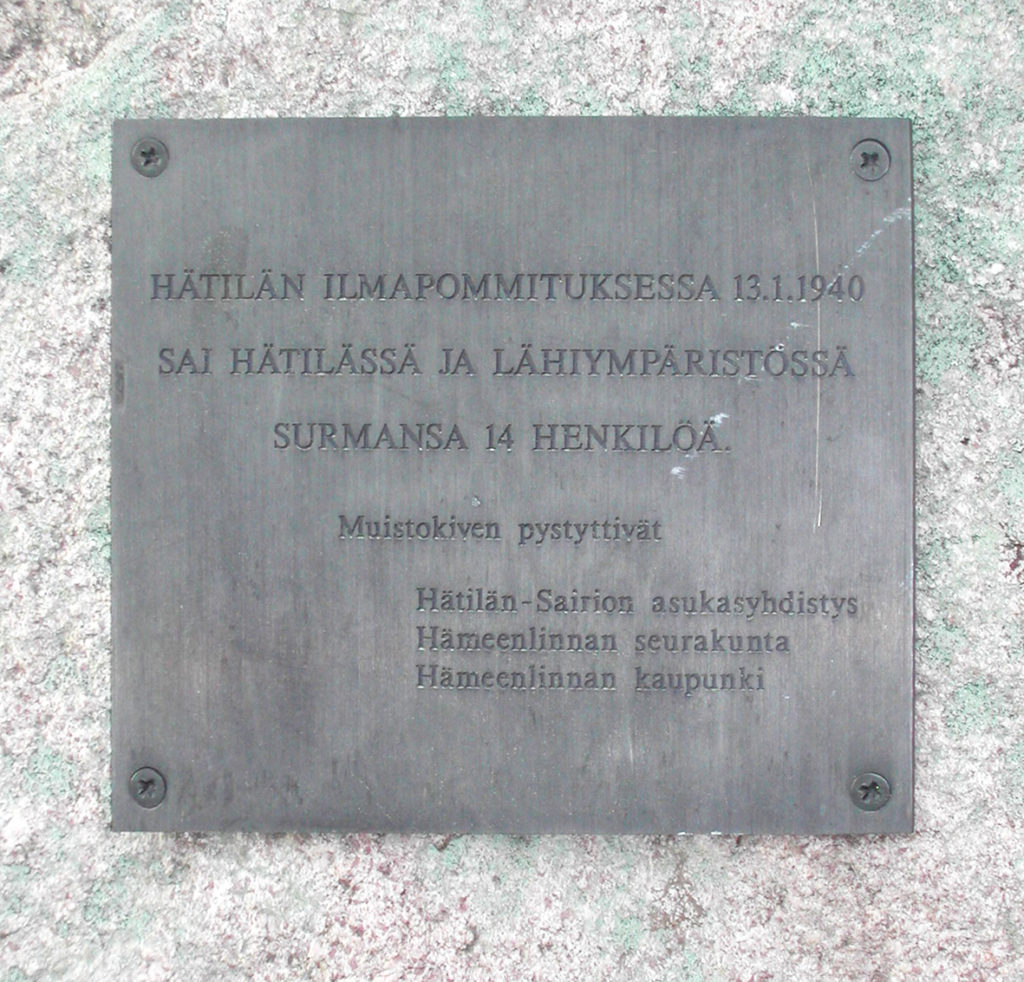 HÄTILÄN ILMAPOMMITUKSESSA 13.1.1940
SAI HÄTILÄSSÄ JA LÄHIYMPÄRISTÖSSÄ
SURMANSA 14 HENKILÖÄ.
Muistokiven pystyttivät
Hätilän-Sairion asukasyhdistys
Hämeenlinnan seurakunta
Hämeenlinnan kaupunki